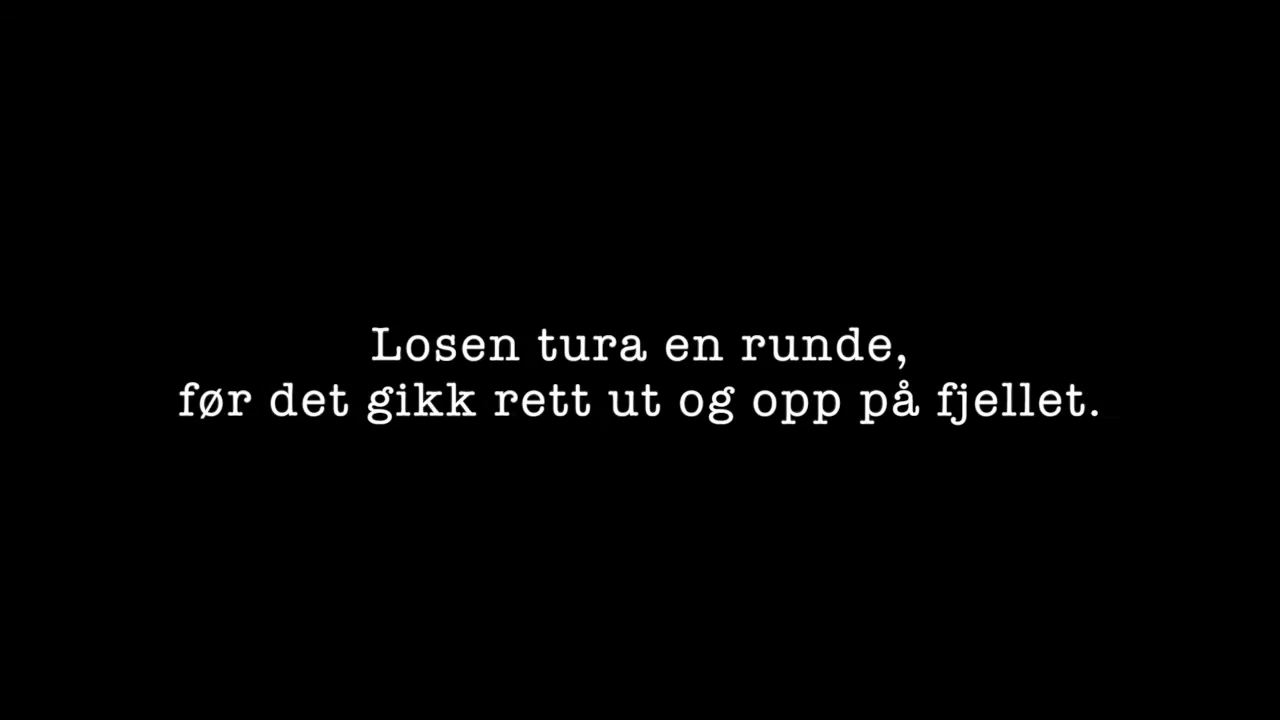 Losen tura en runde,
før det gikk rett ut og opp på fjellet.